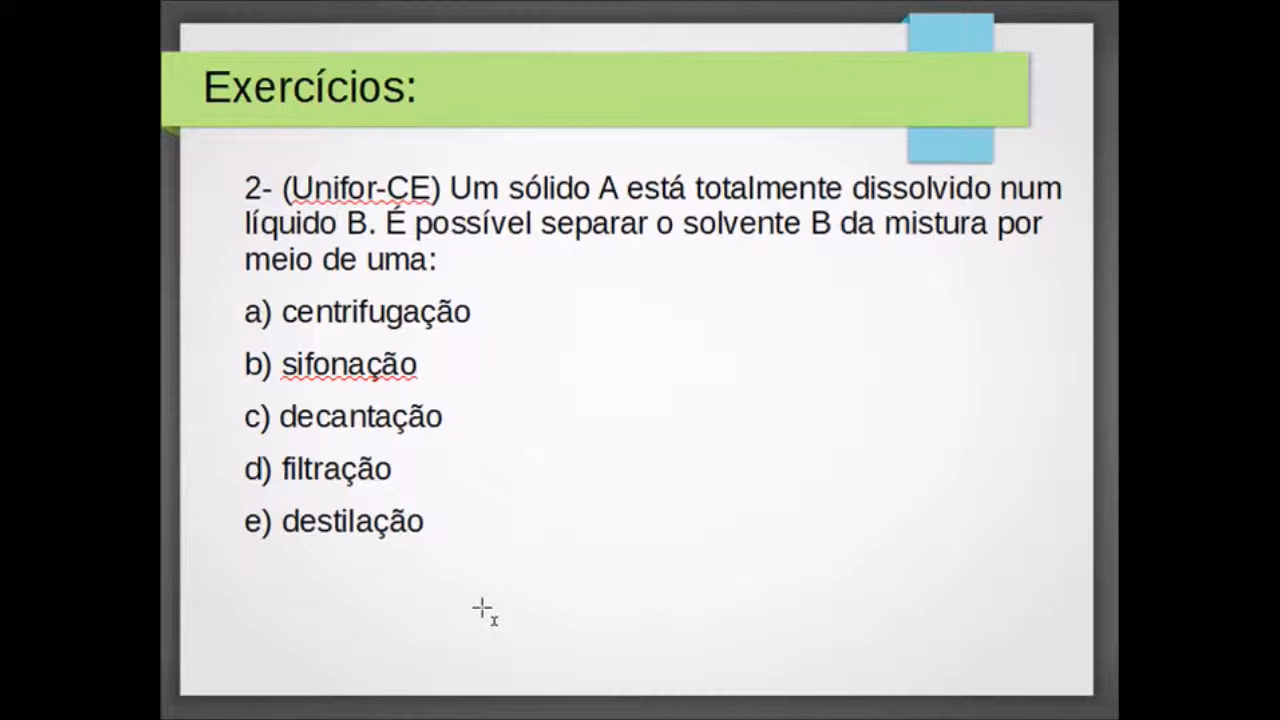 Exercícios:
2- (Unifor-CE) Um sólido A está totalmente dissolvido num
líquido B. É possível separar o solvente B da mistura por
meio de uma:
a) centrifugação
b) sifonação
c) decantação
d) filtração
e) destilação